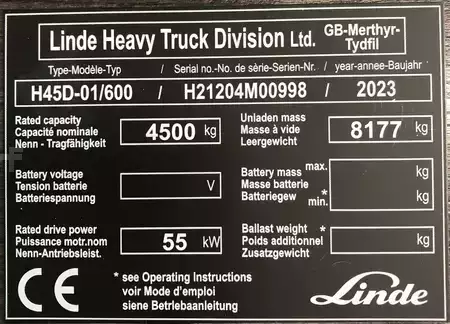 Linde Heavy Truck Division Ltd. GB-Merthyr-Tydfil
Type-Modèle-Typ / Serial no.-No. de série-Serien-Nr. / year-annee-Baujahr
H45D-01/600 / H21204M00998 / 2023
Rated capacity
Capacité nominale
Nenn - Tragfähigkeit
4500 kg
Unladen mass
Masse à vide
Leergewicht
8177 kg
Battery voltage
Tension batterie
Batteriespannung
V
Battery mass max.
Masse batterie
Batteriegew * min.
kg
kg
Rated drive power
Puissance motr.nom
Nenn-Antriebsleist.
55 kW
Ballast weight *
Polds additionnel
Zusatzgewicht
kg
CE
* see Operating Instructions
voir Mode d'emploi
siene Betriebaanleitung
Linde